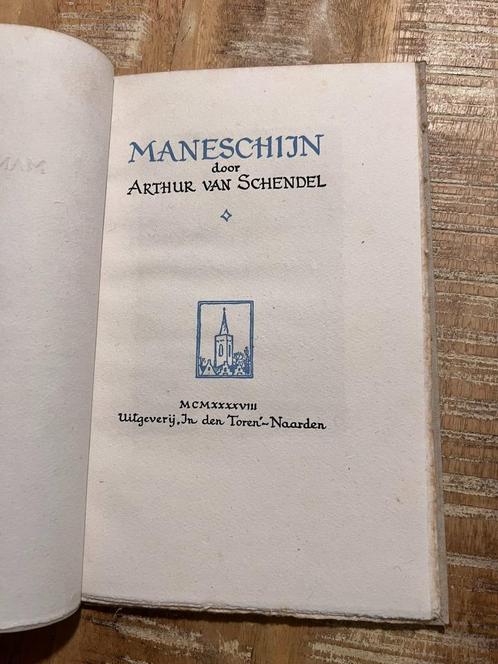 MANESCHIJN
door
ARTHUR VAN SCHENDEL
MCMXXXXVIII
Uitgeverij „In den Toren” - Naarden